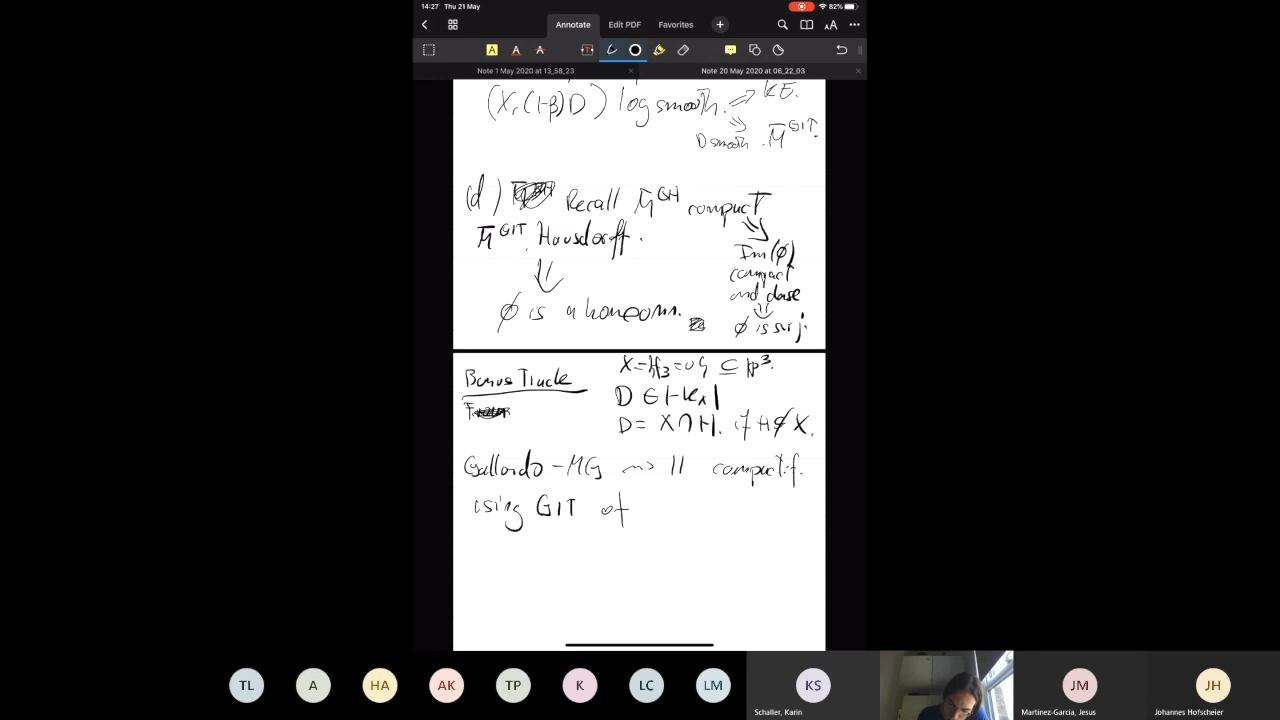 14:27 Thu 21 May
82%
Annotate Edit PDF Favorites
Note 1 May 2020 at 13_58_23
Note 20 May 2020 at 06_22_03
(X, (1-β)D) log smooth. ⇒ KE.
⇒
D smooth. M̄^GIT.
(d) Recall M̄^GH compact
M̄^GIT Hausdorff.
⇓
ϕ is a homeom.
⇓
Im(ϕ)
compact
and dense
⇓
ϕ is surj.
Bonus Track
X={f₃=0} ⊆ ℙ³.
D ∈ |-K_X|
D = X∩H. if H⊄X.
Gallardo-MG ⇝ 11 compactif.
using GIT of
TL A HA AK TP K LC LM KS JM JH
Schaller, Karin
Martinez-Garcia, Jesus
Johannes Hofscheier